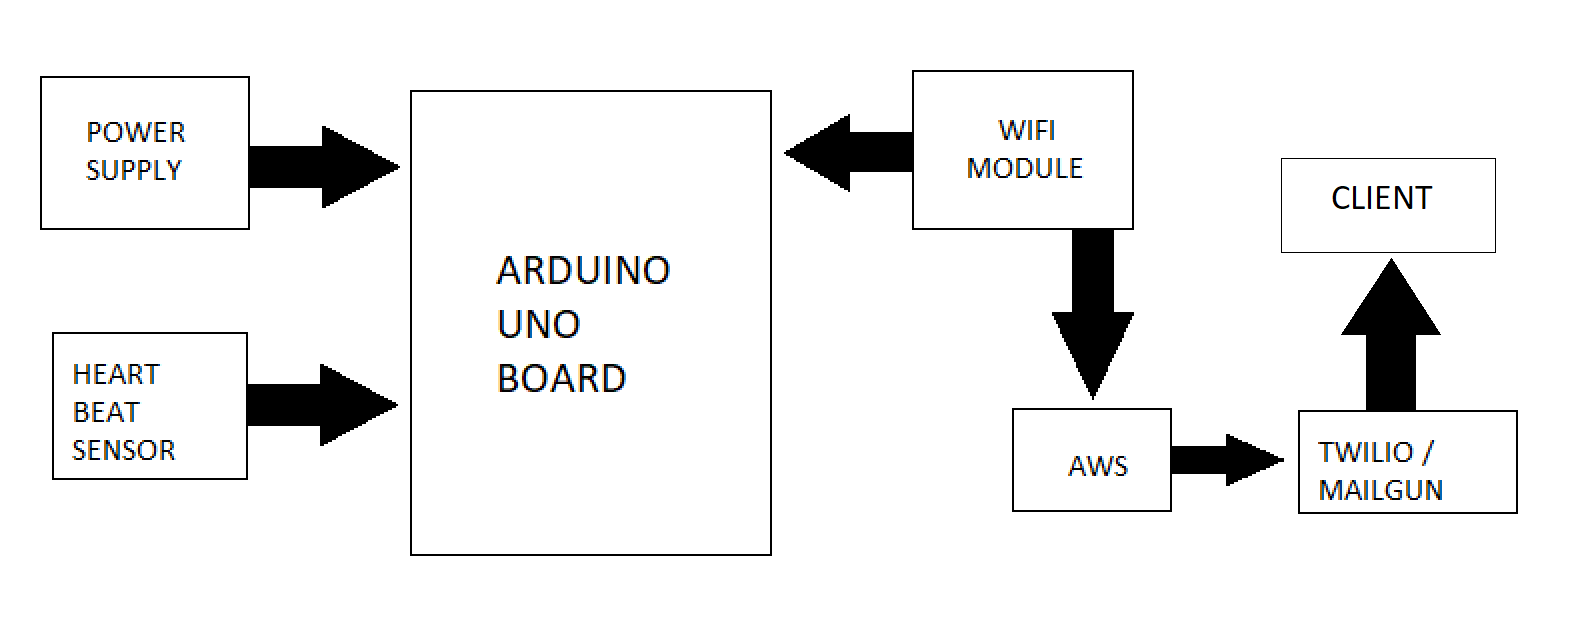 POWER
SUPPLY
HEART
BEAT
SENSOR
ARDUINO
UNO
BOARD
WIFI
MODULE
AWS
TWILIO /
MAILGUN
CLIENT